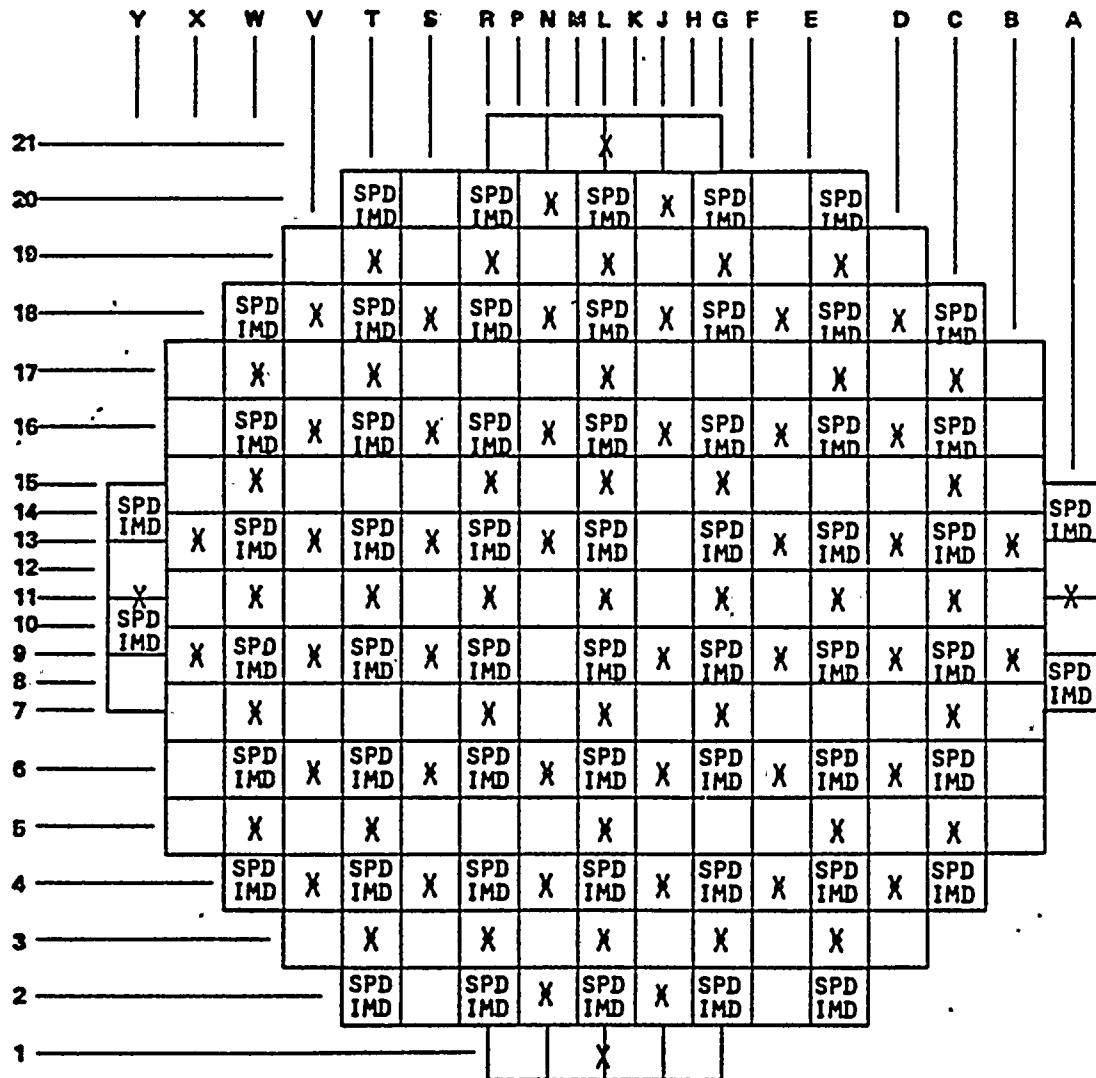 Y X W V T S R P N M L K J H G F E D C B A
21 X
20 SPD SPD X SPD X SPD SPD
IMD IMD IMD IMD IMD
19 X X X X X
18 SPD X SPD X SPD X SPD X SPD X SPD X SPD
IMD IMD IMD IMD IMD IMD IMD
17 X X X X X
16 SPD X SPD X SPD X SPD X SPD X SPD X SPD
IMD IMD IMD IMD IMD IMD IMD
15 X X X X X
14 SPD SPD
IMD IMD
13 X SPD X SPD X SPD X SPD SPD X SPD X SPD X
IMD IMD IMD IMD IMD IMD IMD
12
11 X X X X X X X X X
10 SPD
IMD
9 X SPD X SPD X SPD SPD X SPD X SPD X SPD X
IMD IMD IMD IMD IMD IMD IMD
8 SPD
IMD
7 X X X X X
6 SPD X SPD X SPD X SPD X SPD X SPD X SPD
IMD IMD IMD IMD IMD IMD IMD
5 X X X X X
4 SPD X SPD X SPD X SPD X SPD X SPD X SPD
IMD IMD IMD IMD IMD IMD IMD
3 X X X X X
2 SPD SPD X SPD X SPD SPD
IMD IMD IMD IMD IMD
1 X